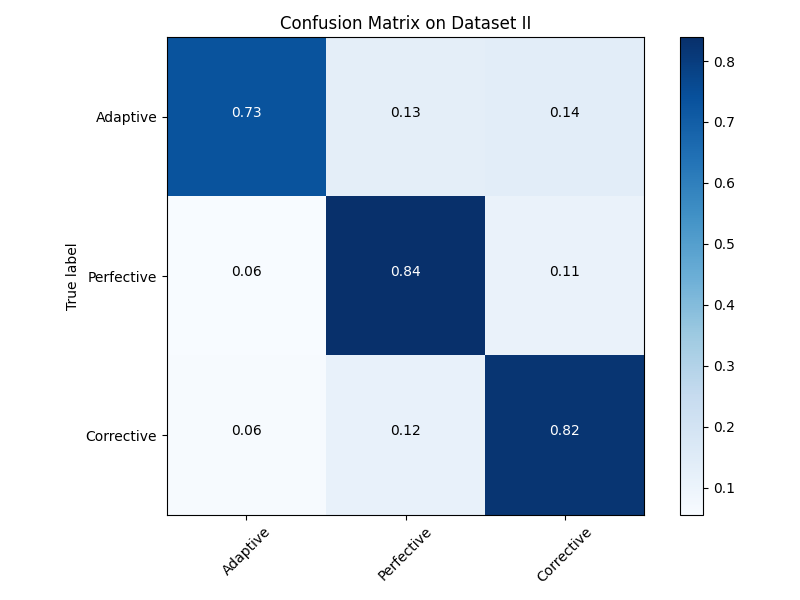 Confusion Matrix on Dataset II
Adaptive 0.73 0.13 0.14
Perfective 0.06 0.84 0.11
Corrective 0.06 0.12 0.82
True label
Adaptive Perfective Corrective
0.8
0.7
0.6
0.5
0.4
0.3
0.2
0.1